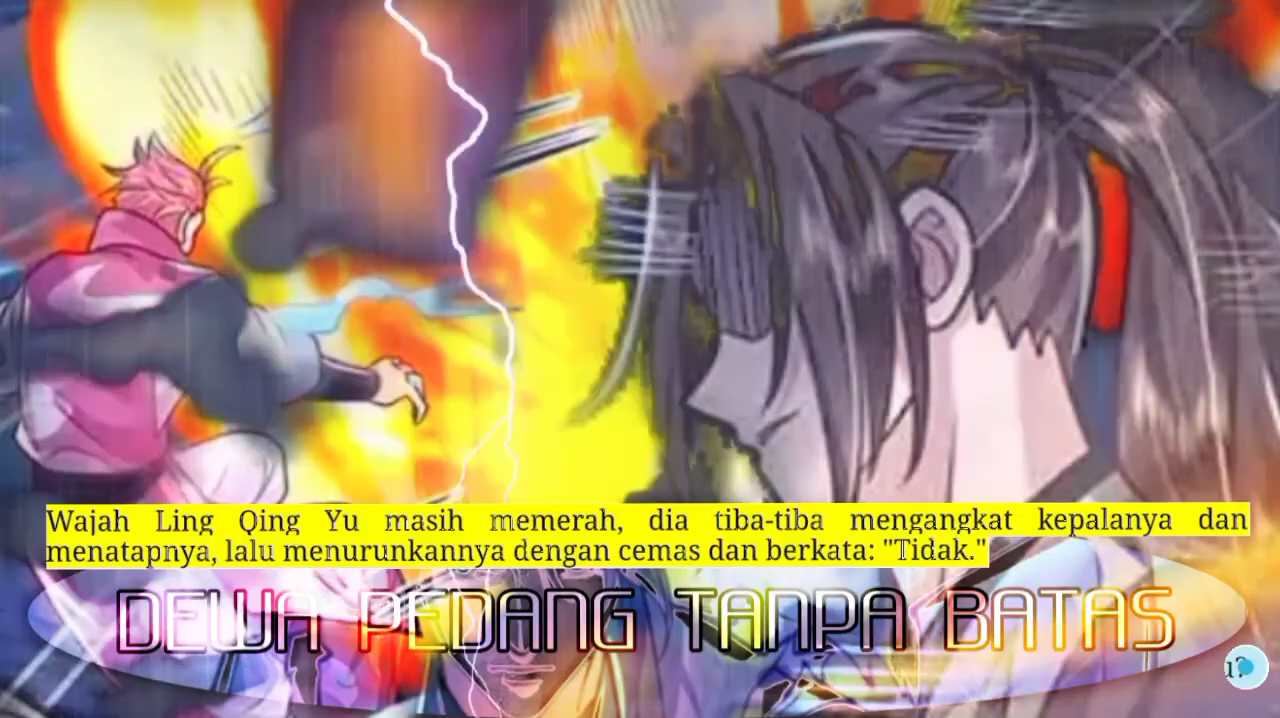 Wajah Ling Qing Yu masih memerah, dia tiba-tiba mengangkat kepalanya dan
menatapnya, lalu menurunkannya dengan cemas dan berkata: "Tidak."
DEWA PEDANG TANPA BATAS